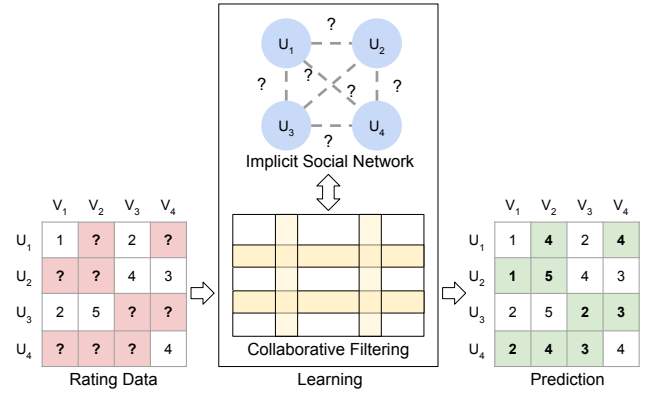 ?
U1 U2
? ? ? ?
U3 U4
?
Implicit Social Network
V1 V2 V3 V4
U1 1 ? 2 ?
U2 ? ? 4 3
U3 2 5 ? ?
U4 ? ? ? 4
Rating Data
Collaborative Filtering
Learning
V1 V2 V3 V4
U1 1 4 2 4
U2 1 5 4 3
U3 2 5 2 3
U4 2 4 3 4
Prediction